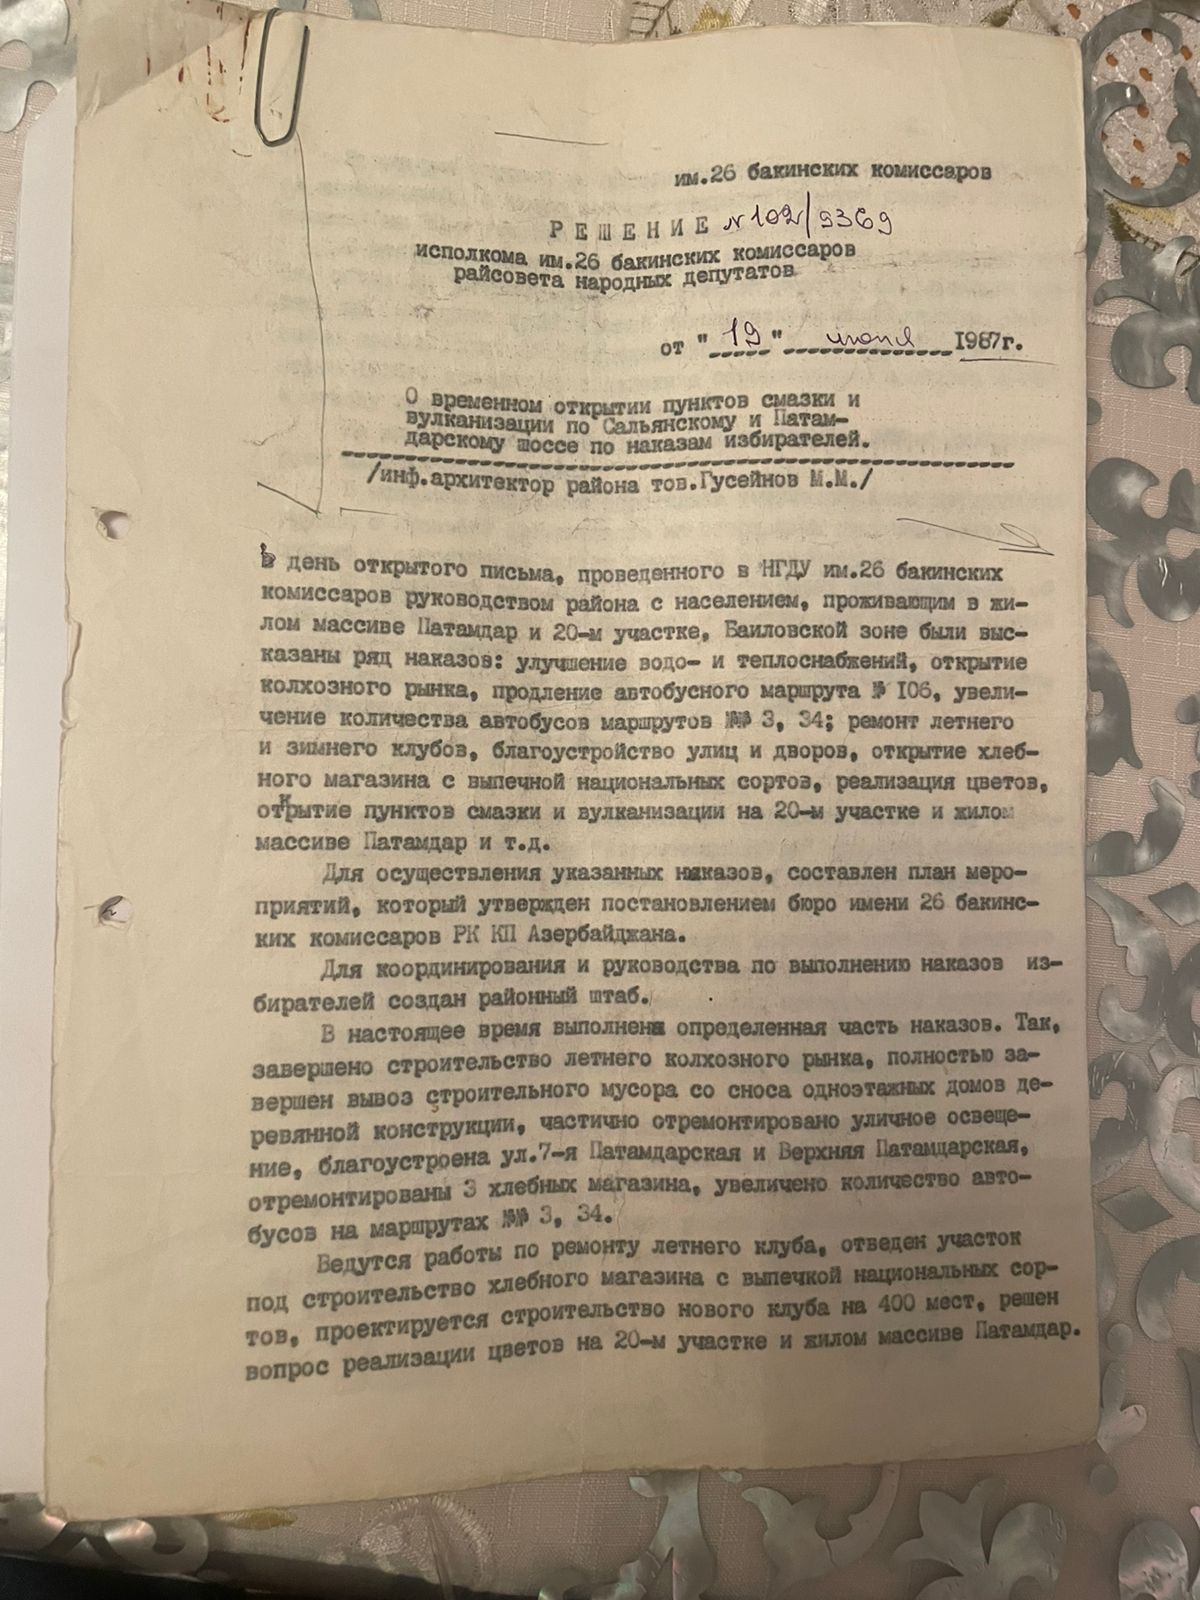 им.26 бакинских комиссаров
Р Е Ш Е Н И Е № 102/9369
исполкома им.26 бакинских комиссаров
райсовета народных депутатов
от "19" июня 1987г.
О временном открытии пунктов смазки и
вулканизации по Сальянскому и Патам-
дарскому шоссе по наказам избирателей.
/инф.архитектор района тов.Гусейнов М.М./
В день открытого письма, проведенного в НГДУ им.26 бакинских
комиссаров руководством района с населением, проживающим в жи-
лом массиве Патамдар и 20-м участке, Баиловской зоне были выс-
казаны ряд наказов: улучшение водо- и теплоснабжений, открытие
колхозного рынка, продление автобусного маршрута № 106, увели-
чение количества автобусов маршрутов №№ 3, 34; ремонт летнего
и зимнего клубов, благоустройство улиц и дворов, открытие хлеб-
ного магазина с выпечной национальных сортов, реализация цветов,
открытие пунктов смазки и вулканизации на 20-м участке и жилом
массиве Патамдар и т.д.
Для осуществления указанных наказов, составлен план меро-
приятий, который утвержден постановлением бюро имени 26 бакинс-
ких комиссаров РК КП Азербайджана.
Для координирования и руководства по выполнению наказов из-
бирателей создан районный штаб.
В настоящее время выполнена определенная часть наказов. Так,
завершено строительство летнего колхозного рынка, полностью за-
вершен вывоз строительного мусора со сноса одноэтажных домов де-
ревянной конструкции, частично отремонтировано уличное освеще-
ние, благоустроена ул.7-я Патамдарская и Верхняя Патамдарская,
отремонтированы 3 хлебных магазина, увеличено количество авто-
бусов на маршрутах №№ 3, 34.
Ведутся работы по ремонту летнего клуба, отведен участок
под строительство хлебного магазина с выпечкой национальных сор-
тов, проектируется строительство нового клуба на 400 мест, решен
вопрос реализации цветов на 20-м участке и жилом массиве Патамдар.